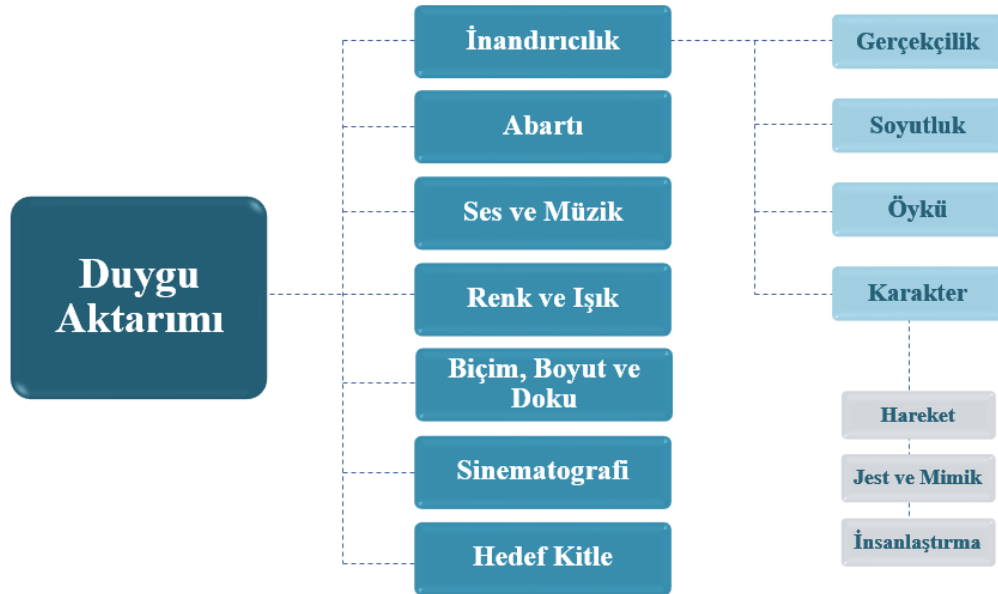 Duygu
Aktarımı
İnandırıcılık
Abartı
Ses ve Müzik
Renk ve Işık
Biçim, Boyut ve
Doku
Sinematografi
Hedef Kitle
Gerçekçilik
Soyutluk
Öykü
Karakter
Hareket
Jest ve Mimik
İnsanlaştırma